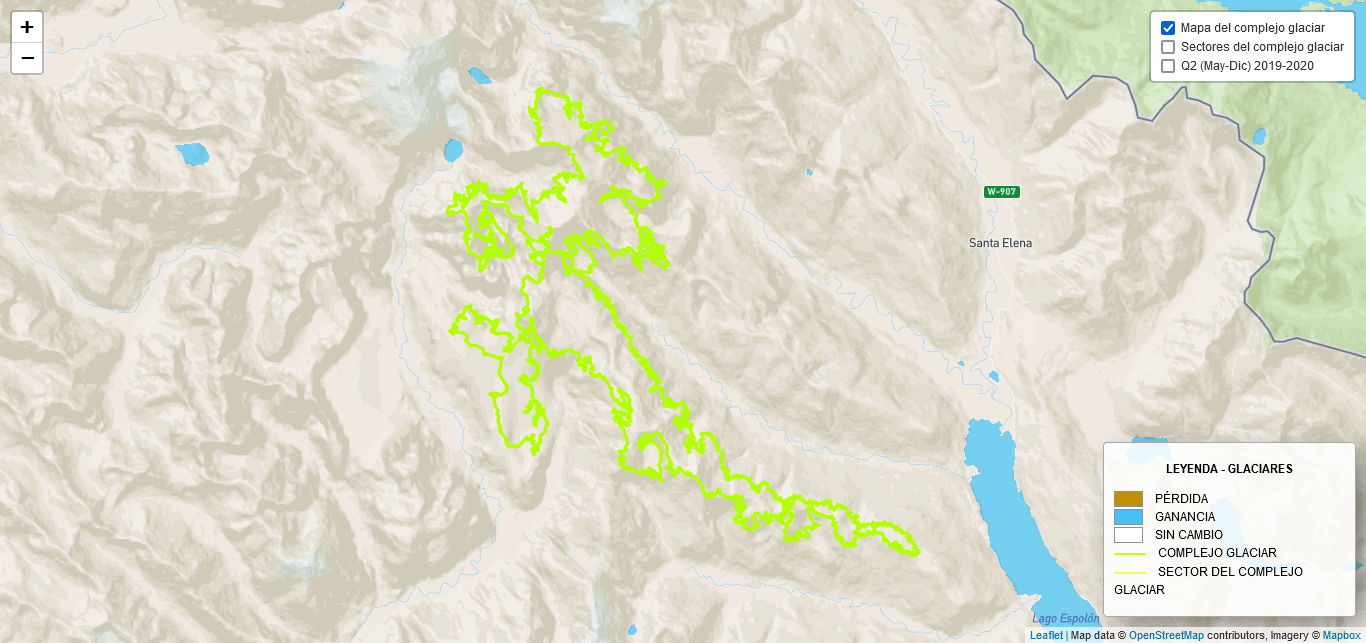 +
−
Mapa del complejo glaciar
Sectores del complejo glaciar
Q2 (May-Dic) 2019-2020
W-907
Santa Elena
LEYENDA - GLACIARES
PÉRDIDA
GANANCIA
SIN CAMBIO
COMPLEJO GLACIAR
SECTOR DEL COMPLEJO
GLACIAR
Lago Espolón
Leaflet | Map data © OpenStreetMap contributors, Imagery © Mapbox